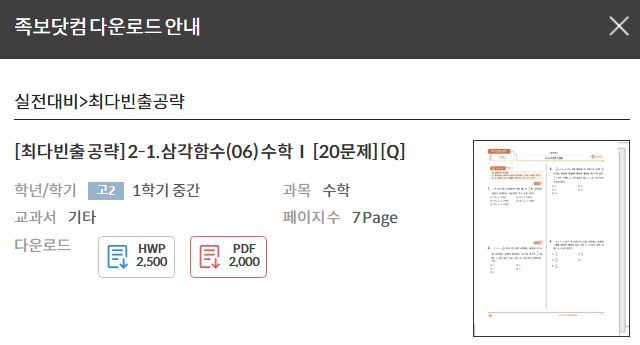 족보닷컴 다운로드 안내
실전대비>최다빈출공략
[최다빈출 공략] 2-1.삼각함수(06) 수학Ⅰ [20문제][Q]
학년/학기 고2 1학기 중간 과목 수학
교과서 기타 페이지 수 7 Page
다운로드
HWP
2,500
PDF
2,000